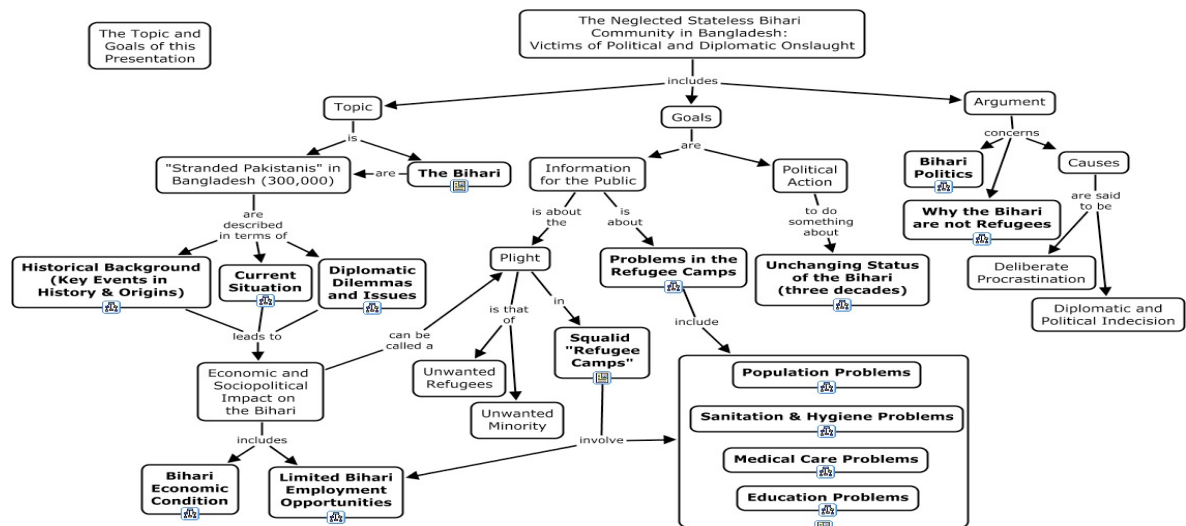 The Topic and
Goals of this
Presentation
The Neglected Stateless Bihari
Community in Bangladesh:
Victims of Political and Diplomatic Onslaught
includes
Topic
Goals
Argument
is
are
concerns
"Stranded Pakistanis" in
Bangladesh (300,000)
are
The Bihari
Information
for the Public
Political
Action
Bihari
Politics
Causes
are
described
in terms of
is about
the
is
about
to do
something
about
are said
to be
Why the Bihari
are not Refugees
Historical Background
(Key Events in
History & Origins)
Current
Situation
Diplomatic
Dilemmas
and Issues
Plight
Problems in the
Refugee Camps
Unchanging Status
of the Bihari
(three decades)
Deliberate
Procrastination
Diplomatic and
Political Indecision
leads to
can be
called a
is that
of
in
include
Squalid
"Refugee
Camps"
Economic and
Sociopolitical
Impact on
the Bihari
Unwanted
Refugees
Unwanted
Minority
Population Problems
Sanitation & Hygiene Problems
Medical Care Problems
Education Problems
includes
involve
Bihari
Economic
Condition
Limited Bihari
Employment
Opportunities